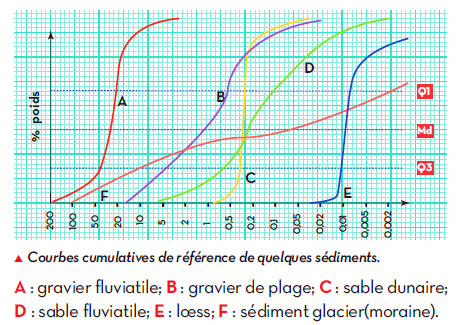 % poids
A
B
C
D
E
F
Q1
Md
Q3
200 100 50 20 10 5 2 1 0,5 0,2 0,1 0,05 0,02 0,01 0,005 0,002
▲ Courbes cumulatives de référence de quelques sédiments.
A : gravier fluviatile; B : gravier de plage; C : sable dunaire;
D : sable fluviatile; E : lœss; F : sédiment glacier(moraine).